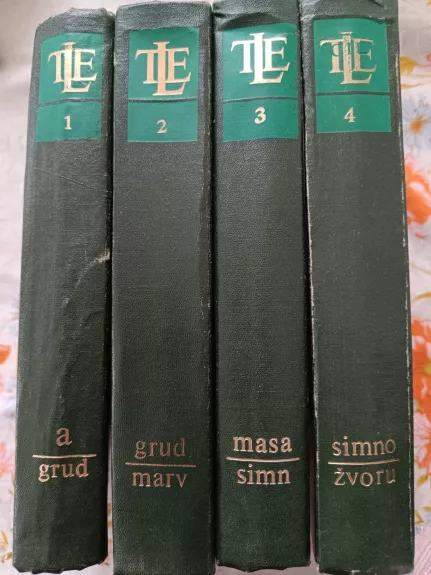 TLE
1
a
grud
TLE
2
grud
marv
TLE
3
masa
simn
TLE
4
simno
žvoru